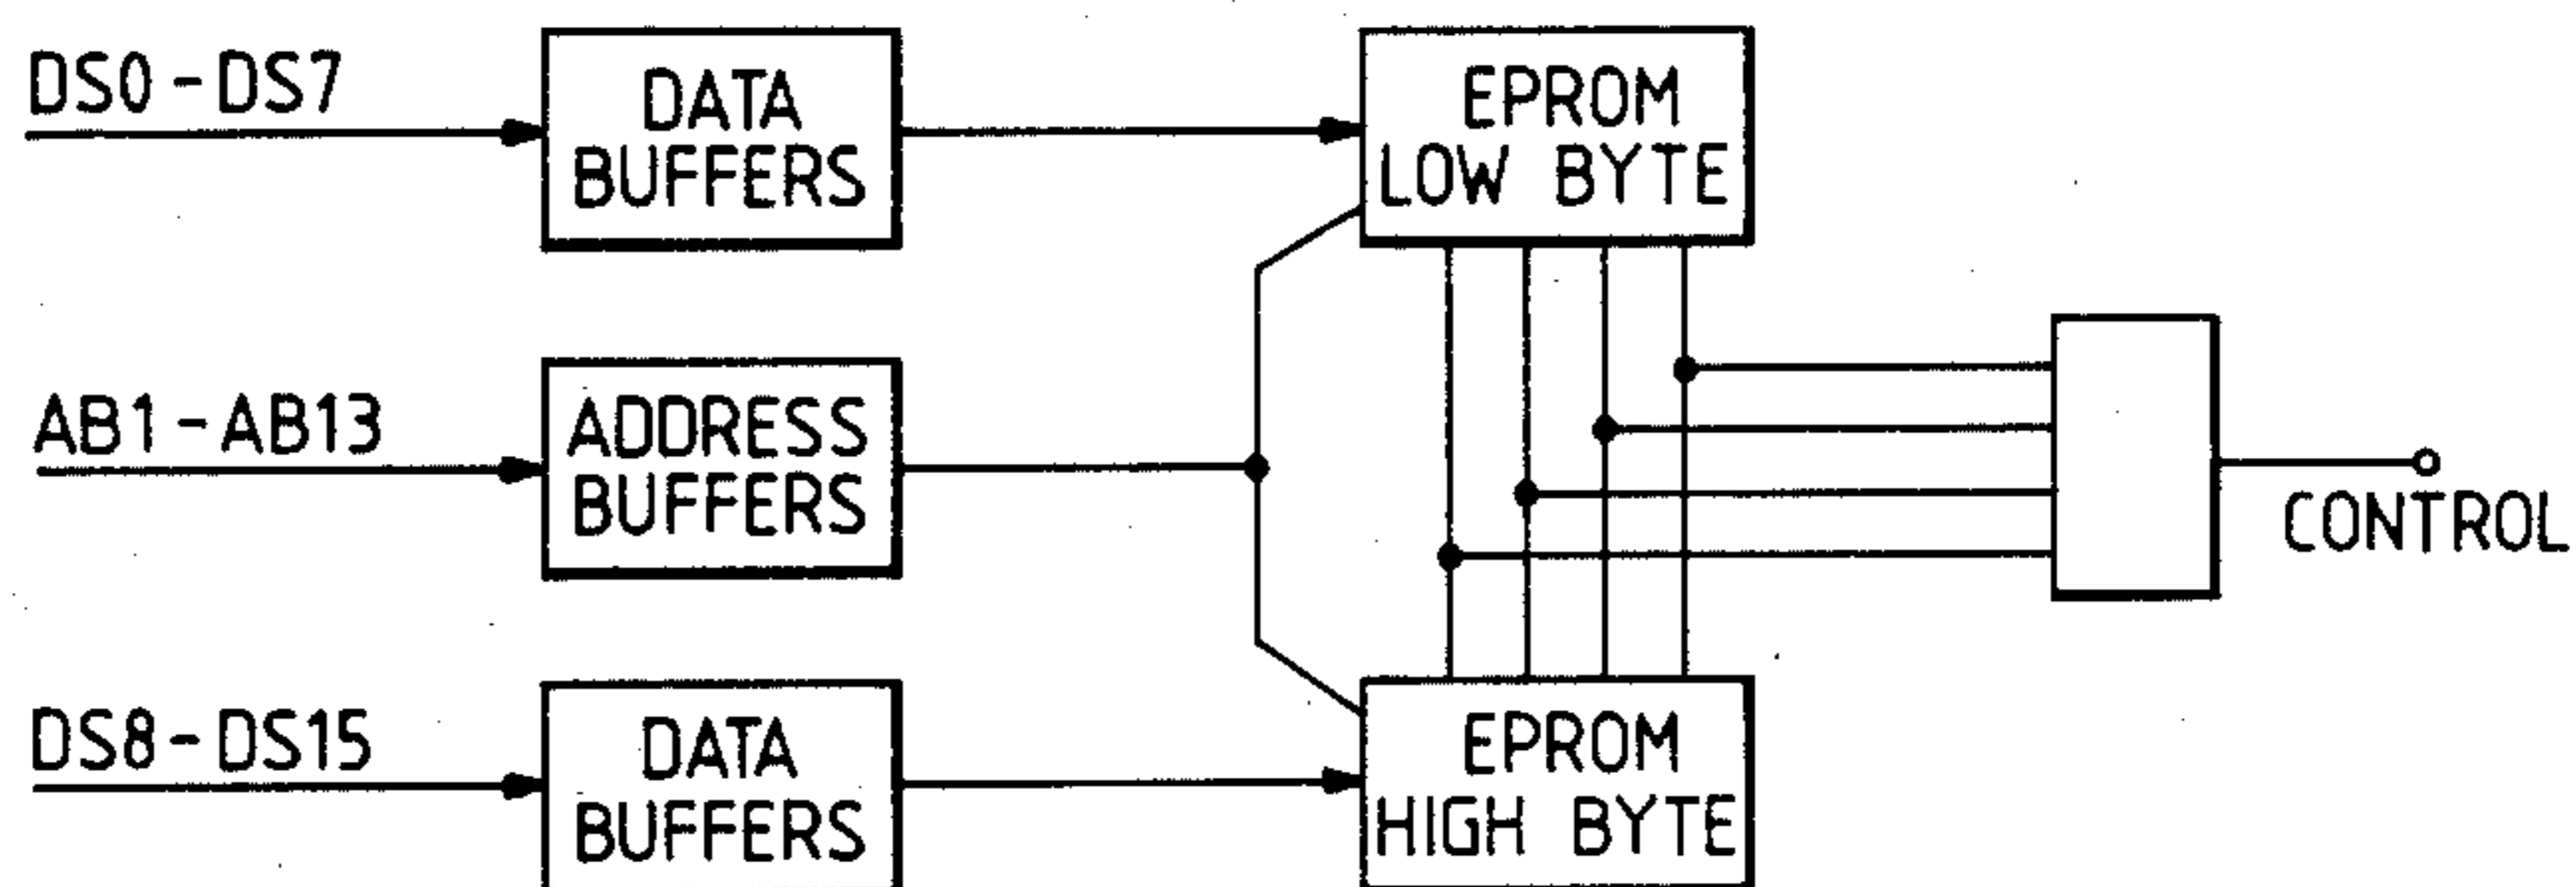 DS0-DS7
DATA
BUFFERS
EPROM
LOW BYTE
AB1-AB13
ADDRESS
BUFFERS
CONTROL
DS8-DS15
DATA
BUFFERS
EPROM
HIGH BYTE